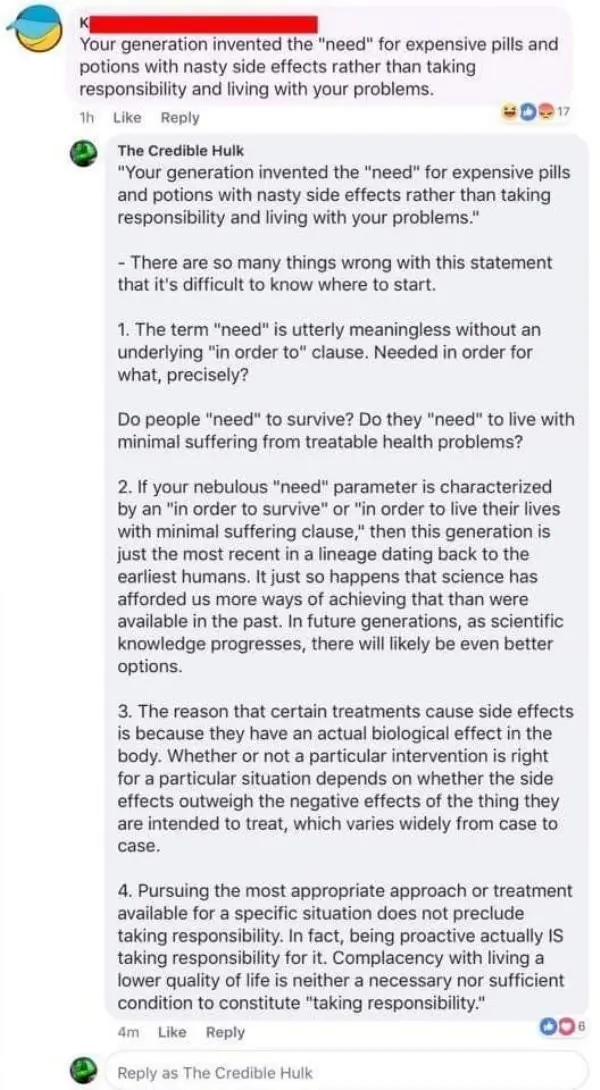 K
Your generation invented the "need" for expensive pills and
potions with nasty side effects rather than taking
responsibility and living with your problems.
1h Like Reply 17
The Credible Hulk
"Your generation invented the "need" for expensive pills
and potions with nasty side effects rather than taking
responsibility and living with your problems."
- There are so many things wrong with this statement
that it's difficult to know where to start.
1. The term "need" is utterly meaningless without an
underlying "in order to" clause. Needed in order for
what, precisely?
Do people "need" to survive? Do they "need" to live with
minimal suffering from treatable health problems?
2. If your nebulous "need" parameter is characterized
by an "in order to survive" or "in order to live their lives
with minimal suffering clause," then this generation is
just the most recent in a lineage dating back to the
earliest humans. It just so happens that science has
afforded us more ways of achieving that than were
available in the past. In future generations, as scientific
knowledge progresses, there will likely be even better
options.
3. The reason that certain treatments cause side effects
is because they have an actual biological effect in the
body. Whether or not a particular intervention is right
for a particular situation depends on whether the side
effects outweigh the negative effects of the thing they
are intended to treat, which varies widely from case to
case.
4. Pursuing the most appropriate approach or treatment
available for a specific situation does not preclude
taking responsibility. In fact, being proactive actually IS
taking responsibility for it. Complacency with living a
lower quality of life is neither a necessary nor sufficient
condition to constitute "taking responsibility."
4m Like Reply 6
Reply as The Credible Hulk